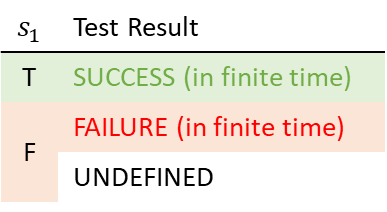 s₁ Test Result
T SUCCESS (in finite time)
FAILURE (in finite time)
F
UNDEFINED